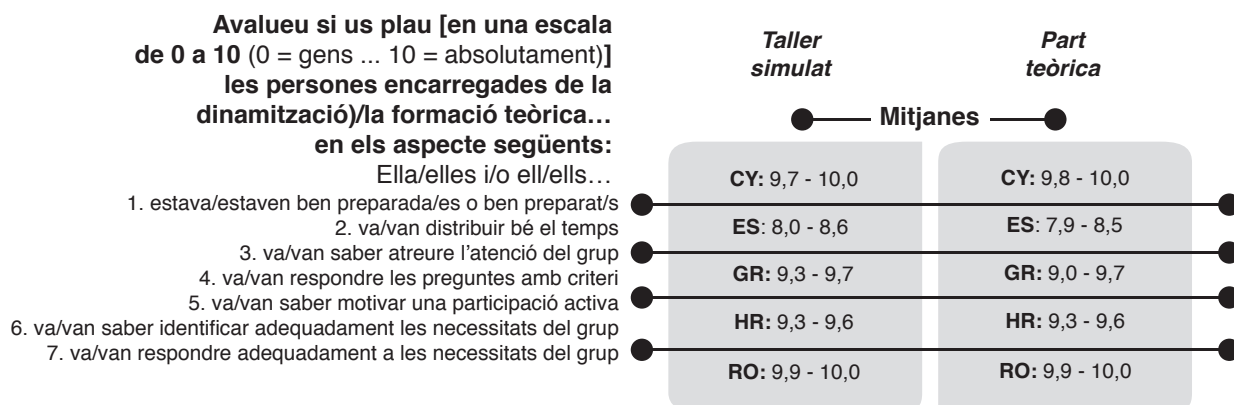 Avalueu si us plau [en una escala
de 0 a 10 (0 = gens ... 10 = absolutament)]
les persones encarregades de la
dinamització)/la formació teòrica…
en els aspecte següents:
Ella/elles i/o ell/ells…
1. estava/estaven ben preparada/es o ben preparat/s
2. va/van distribuir bé el temps
3. va/van saber atreure l’atenció del grup
4. va/van respondre les preguntes amb criteri
5. va/van saber motivar una participació activa
6. va/van saber identificar adequadament les necessitats del grup
7. va/van respondre adequadament a les necessitats del grup
Taller
simulat
Part
teòrica
Mitjanes
CY: 9,7 - 10,0
CY: 9,8 - 10,0
ES: 8,0 - 8,6
ES: 7,9 - 8,5
GR: 9,3 - 9,7
GR: 9,0 - 9,7
HR: 9,3 - 9,6
HR: 9,3 - 9,6
RO: 9,9 - 10,0
RO: 9,9 - 10,0